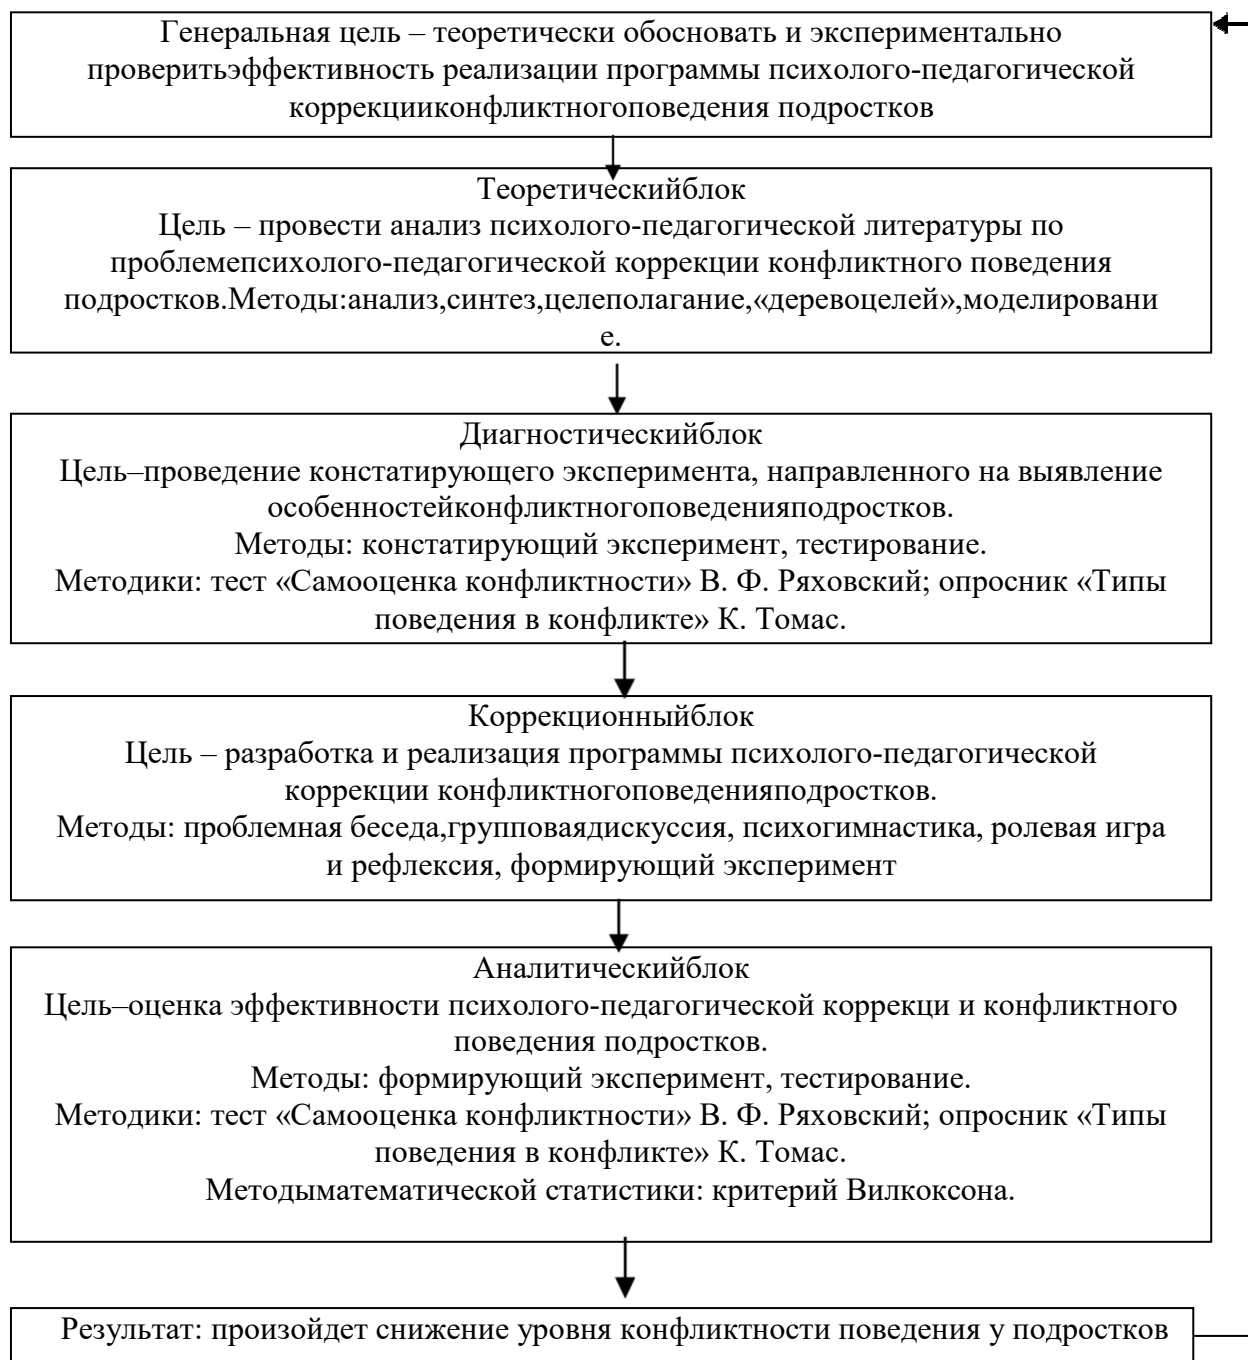 Генеральная цель – теоретически обосновать и экспериментально
проверитьэффективность реализации программы психолого-педагогической
коррекцииконфликтногоповедения подростков
Теоретическийблок
Цель – провести анализ психолого-педагогической литературы по
проблемепсихолого-педагогической коррекции конфликтного поведения
подростков.Методы:анализ,синтез,целеполагание,«деревоцелей»,моделировани
е.
Диагностическийблок
Цель–проведение констатирующего эксперимента, направленного на выявление
особенностейконфликтногоповеденияподростков.
Методы: констатирующий эксперимент, тестирование.
Методики: тест «Самооценка конфликтности» В. Ф. Ряховский; опросник «Типы
поведения в конфликте» К. Томас.
Коррекционныйблок
Цель – разработка и реализация программы психолого-педагогической
коррекции конфликтногоповеденияподростков.
Методы: проблемная беседа,групповаядискуссия, психогимнастика, ролевая игра
и рефлексия, формирующий эксперимент
Аналитическийблок
Цель–оценка эффективности психолого-педагогической коррекци и конфликтного
поведения подростков.
Методы: формирующий эксперимент, тестирование.
Методики: тест «Самооценка конфликтности» В. Ф. Ряховский; опросник «Типы
поведения в конфликте» К. Томас.
Методыматематической статистики: критерий Вилкоксона.
Результат: произойдет снижение уровня конфликтности поведения у подростков